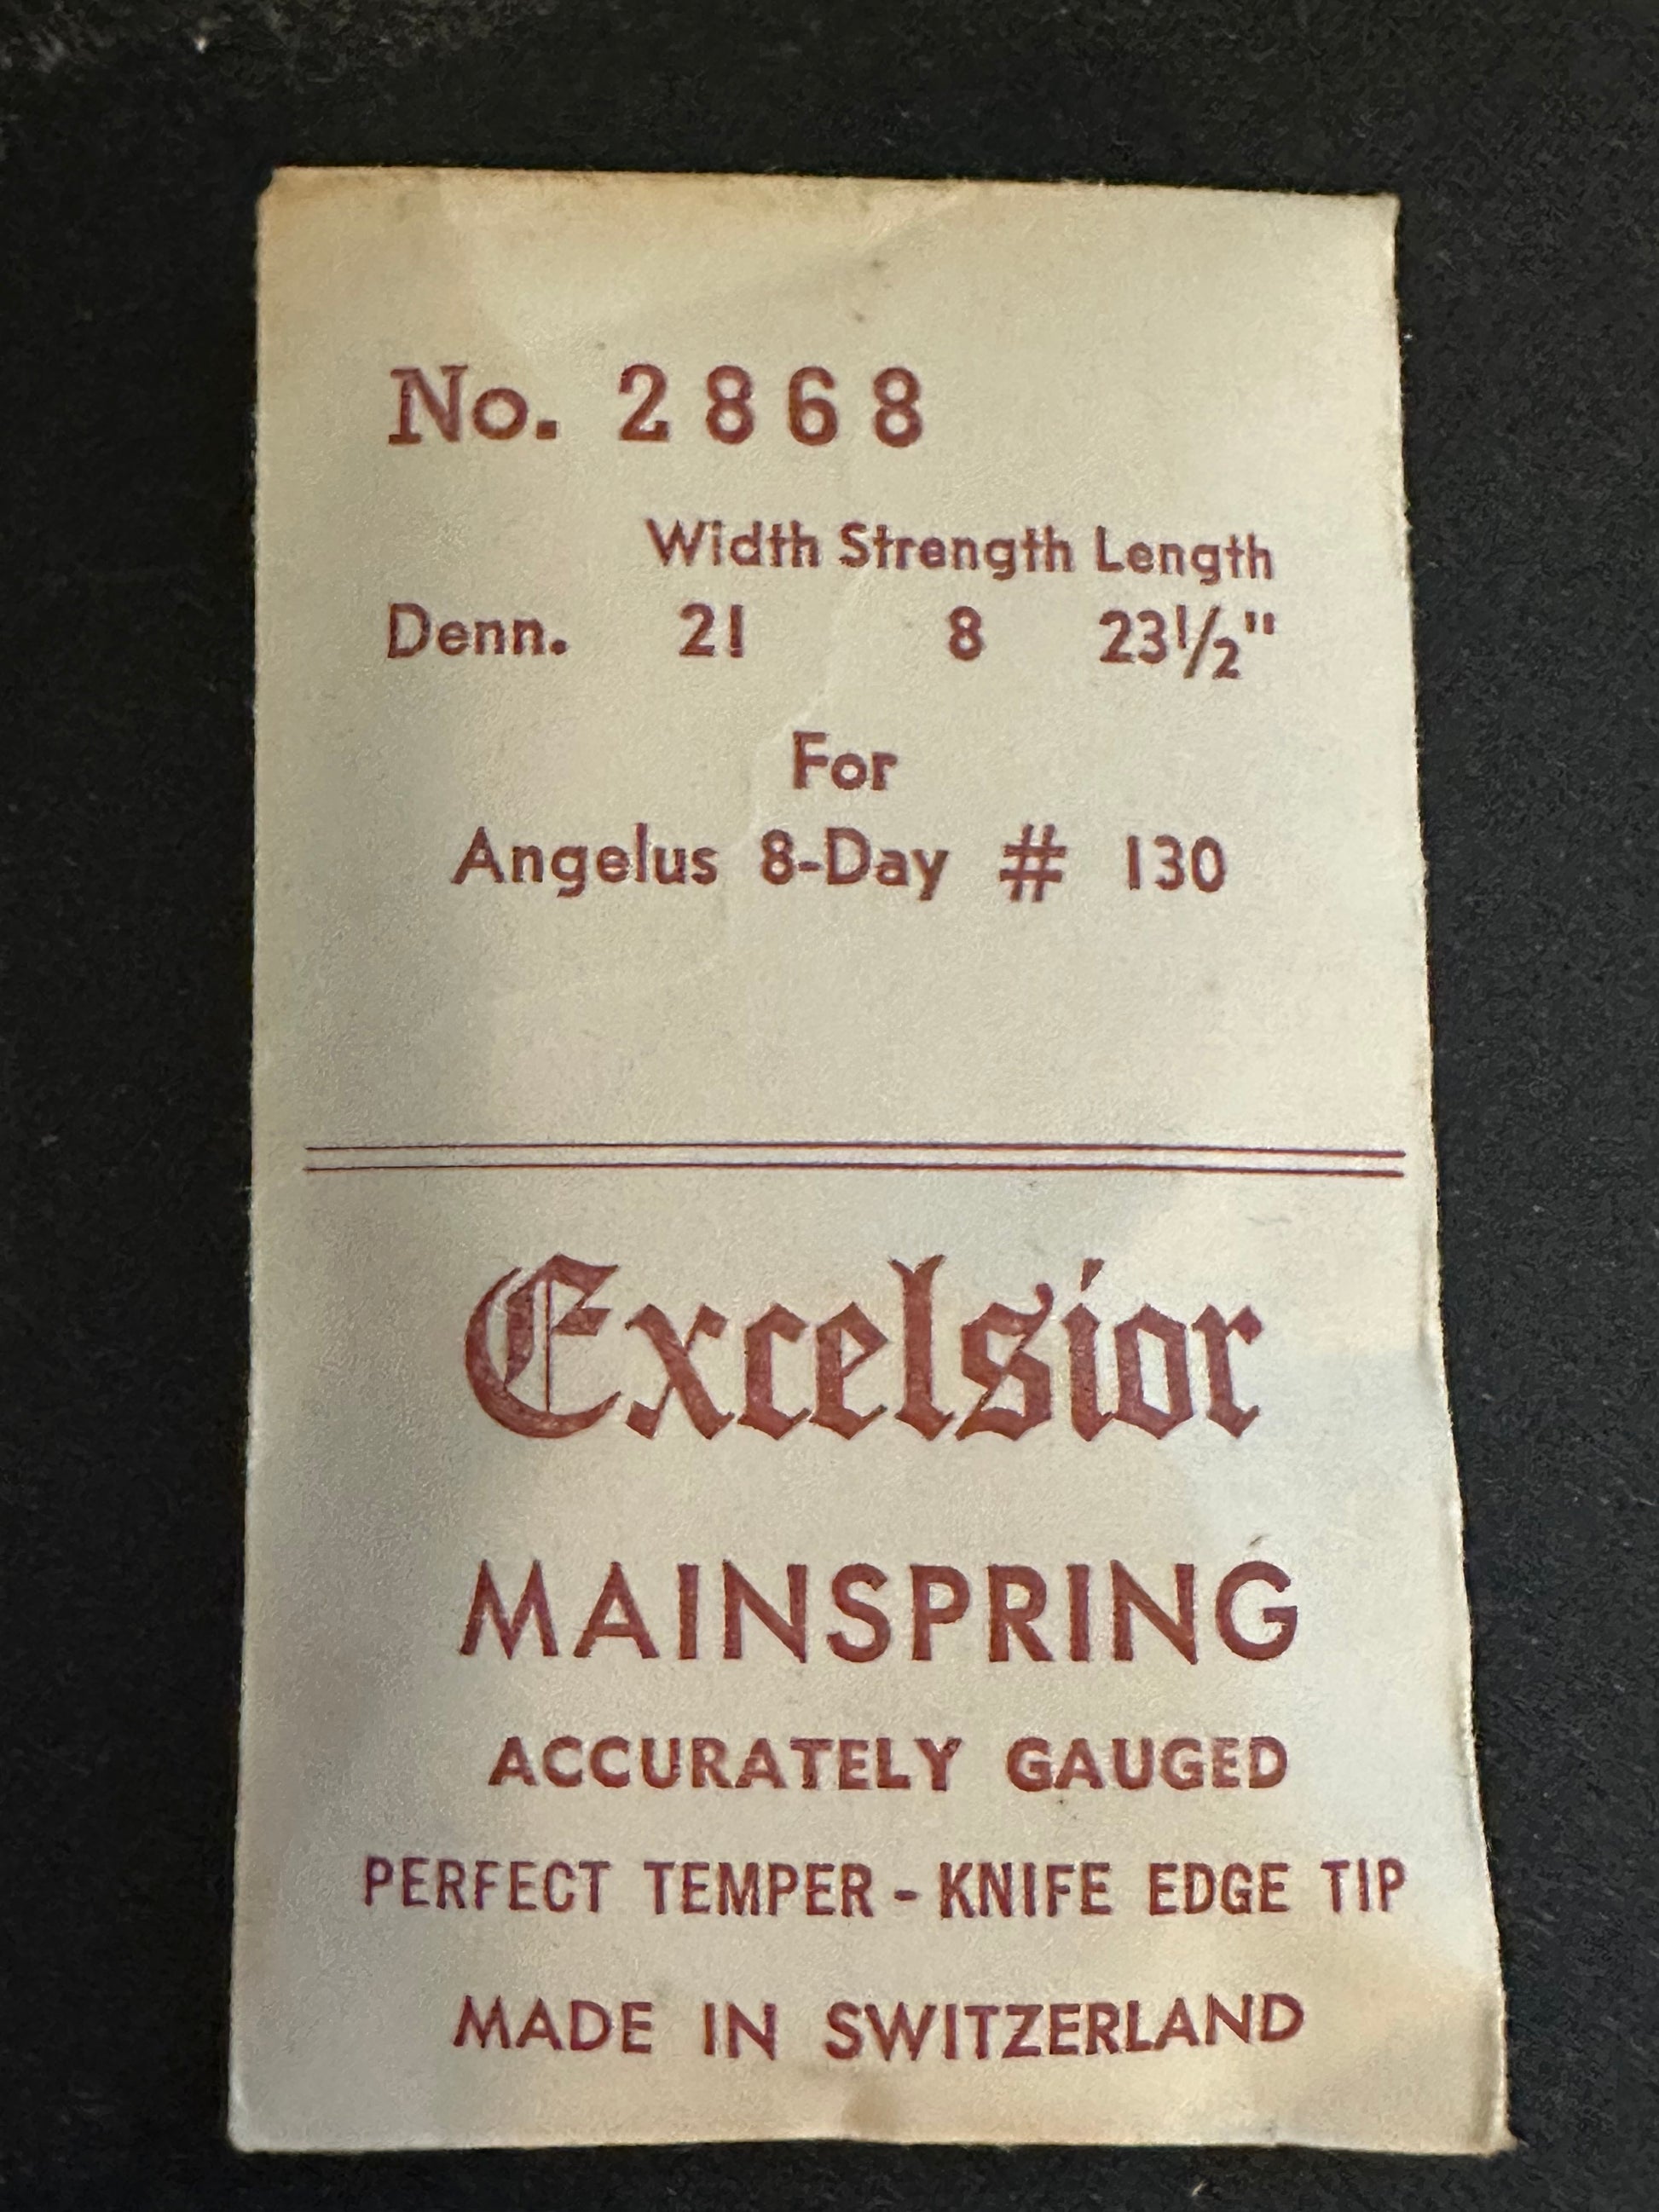 No. 2868
Width Strength Length
Denn. 21 8 23½"
For
Angelus 8-Day # 130
Excelsior
MAINSPRING
ACCURATELY GAUGED
PERFECT TEMPER - KNIFE EDGE TIP
MADE IN SWITZERLAND